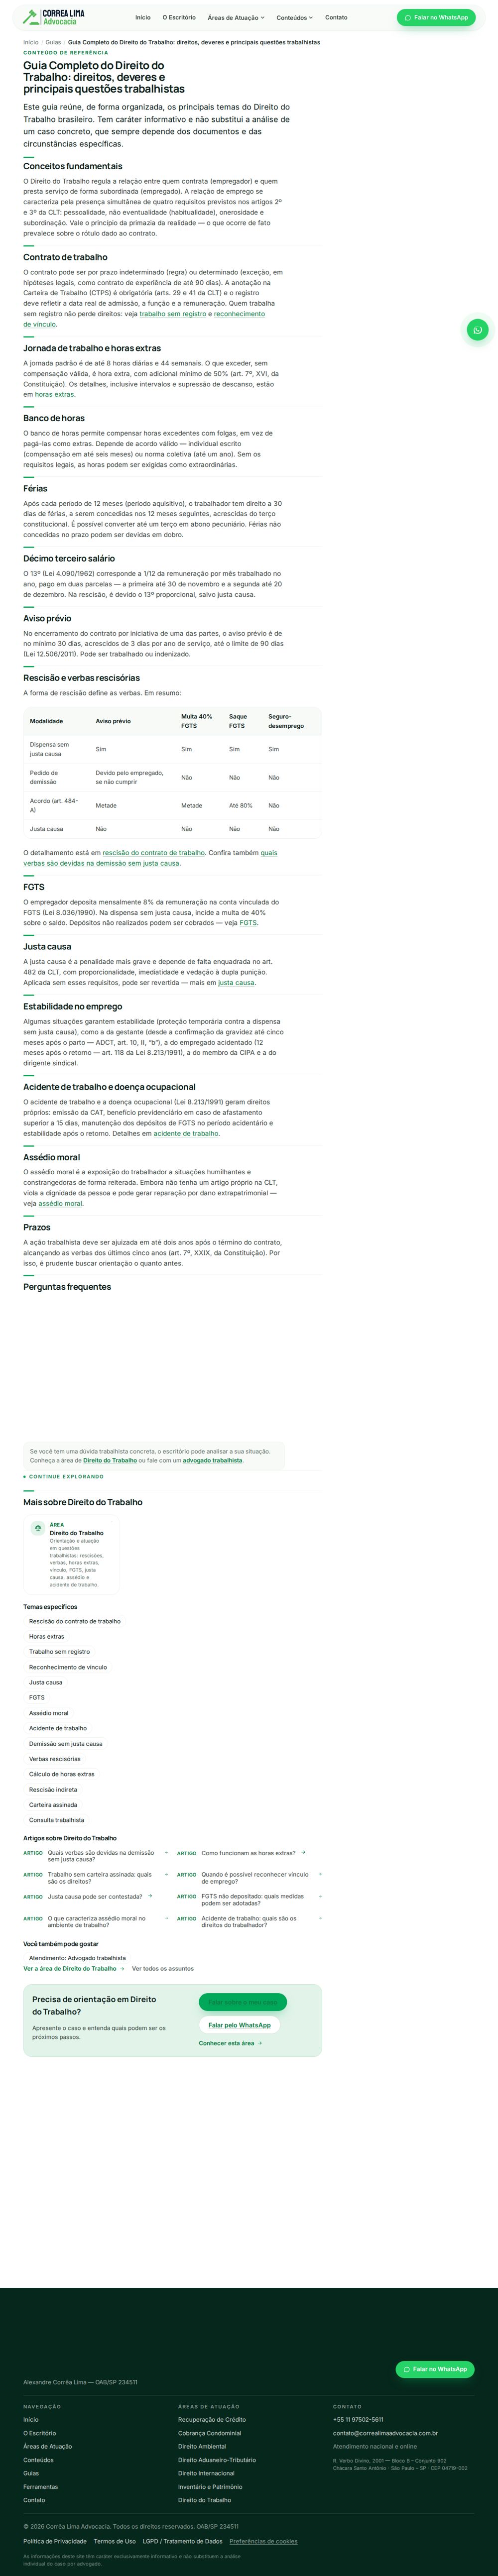 CORREA LIMA
Advocacia
Início
O Escritório
Áreas de Atuação
Conteúdos
Contato
Falar no WhatsApp
Início / Guias / Guia Completo do Direito do Trabalho: direitos, deveres e principais questões trabalhistas
CONTEÚDO DE REFERÊNCIA
Guia Completo do Direito do
Trabalho: direitos, deveres e
principais questões trabalhistas
Este guia reúne, de forma organizada, os principais temas do Direito do
Trabalho brasileiro. Tem caráter informativo e não substitui a análise
de um caso concreto, que sempre depende dos documentos e das
circunstâncias específicas.
Conceitos fundamentais
O Direito do Trabalho regula a relação entre quem contrata (empregador) e quem
presta serviço de forma subordinada (empregado). A relação de emprego se
caracteriza pela presença simultânea de quatro requisitos previstos nos artigos 2º
e 3º da CLT: pessoalidade, não eventualidade (habitualidade), onerosidade e
subordinação. Vale o princípio da primazia da realidade — o que ocorre de fato
prevalece sobre o rótulo dado ao contrato.
Contrato de trabalho
O contrato pode ser por prazo indeterminado (regra) ou determinado (exceção, em
hipóteses legais, como contrato de experiência de até 90 dias). A anotação na
Carteira de Trabalho (CTPS) é obrigatória (arts. 29 e 41 da CLT) e o registro
deve refletir a data real de admissão, a função e a remuneração. Quem trabalha
sem registro não perde direitos: veja trabalho sem registro e reconhecimento
de vínculo.
Jornada de trabalho e horas extras
A jornada padrão é de até 8 horas diárias e 44 semanais. O que exceder, sem
compensação válida, é hora extra, com adicional mínimo de 50% (art. 7º, XVI, da
Constituição). Os detalhes, inclusive intervalos e supressão de descanso, estão
em horas extras.
Banco de horas
O banco de horas permite compensar horas excedentes com folgas, em vez de
pagá-las como extras. Depende de acordo válido — individual escrito
(compensação em até seis meses) ou norma coletiva (até um ano). Sem os
requisitos legais, as horas podem ser exigidas como extraordinárias.
Férias
Após cada período de 12 meses (período aquisitivo), o trabalhador tem direito a 30
dias de férias, a serem concedidas nos 12 meses seguintes, acrescidas do terço
constitucional. É possível converter até um terço em abono pecuniário. Férias não
concedidas no prazo podem ser devidas em dobro.
Décimo terceiro salário
O 13º (Lei 4.090/1962) corresponde a 1/12 da remuneração por mês trabalhado no
ano, pago em duas parcelas — a primeira até 30 de novembro e a segunda até 20
de dezembro. Na rescisão, é devido o 13º proporcional, salvo justa causa.
Aviso prévio
No encerramento do contrato por iniciativa de uma das partes, o aviso prévio é de
no mínimo 30 dias, acrescidos de 3 dias por ano de serviço, até o limite de 90 dias
(Lei 12.506/2011). Pode ser trabalhado ou indenizado.
Rescisão e verbas rescisórias
A forma de rescisão define as verbas. Em resumo:
Modalidade | Aviso prévio | Multa 40% FGTS | Saque FGTS | Seguro-desemprego
Dispensa sem justa causa | Sim | Sim | Sim | Sim
Pedido de demissão | Devido pelo empregado, se não cumprir | Não | Não | Não
Acordo (art. 484-A) | Metade | Metade | Até 80% | Não
Justa causa | Não | Não | Não | Não
O detalhamento está em rescisão do contrato de trabalho. Confira também quais
verbas são devidas na demissão sem justa causa.
FGTS
O empregador deposita mensalmente 8% da remuneração na conta vinculada do
FGTS (Lei 8.036/1990). Na dispensa sem justa causa, incide a multa de 40%
sobre o saldo. Depósitos não realizados podem ser cobrados — veja FGTS.
Justa causa
A justa causa é a penalidade mais grave e depende de falta enquadrada no art.
482 da CLT, com proporcionalidade, imediatidade e vedação à dupla punição.
Aplicada sem esses requisitos, pode ser revertida — mais em justa causa.
Estabilidade no emprego
Algumas situações garantem estabilidade (proteção temporária contra a dispensa
sem justa causa), como a da gestante (desde a confirmação da gravidez até cinco
meses após o parto — ADCT, art. 10, II, "b"), a do empregado acidentado (12
meses após o retorno — art. 118 da Lei 8.213/1991), a do membro da CIPA e a do
dirigente sindical.
Acidente de trabalho e doença ocupacional
O acidente de trabalho e a doença ocupacional (Lei 8.213/1991) geram direitos
próprios: emissão da CAT, benefício previdenciário em caso de afastamento
superior a 15 dias, manutenção dos depósitos de FGTS no período acidentário e
estabilidade após o retorno. Detalhes em acidente de trabalho.
Assédio moral
O assédio moral é a exposição do trabalhador a situações humilhantes e
constrangedoras de forma reiterada. Embora não tenha um artigo próprio na CLT,
viola a dignidade da pessoa e pode gerar reparação por dano extrapatrimonial —
veja assédio moral.
Prazos
A ação trabalhista deve ser ajuizada em até dois anos após o término do contrato,
alcançando as verbas dos últimos cinco anos (art. 7º, XXIX, da Constituição). Por
isso, é prudente buscar orientação o quanto antes.
Perguntas frequentes
Se você tem uma dúvida trabalhista concreta, o escritório pode analisar a sua situação.
Conheça a área de Direito do Trabalho ou fale com um advogado trabalhista.
CONTINUE EXPLORANDO
Mais sobre Direito do Trabalho
ÁREA
Direito do Trabalho
Orientação e atuação
em questões
trabalhistas: rescisões,
verbas, horas extras,
vínculo, FGTS, justa
causa, assédio e
acidente de trabalho.
Temas específicos
Rescisão do contrato de trabalho
Horas extras
Trabalho sem registro
Reconhecimento de vínculo
Justa causa
FGTS
Assédio moral
Acidente de trabalho
Demissão sem justa causa
Verbas rescisórias
Cálculo de horas extras
Rescisão indireta
Carteira assinada
Consulta trabalhista
Artigos sobre Direito do Trabalho
ARTIGO Quais verbas são devidas na demissão sem justa causa? →
ARTIGO Como funcionam as horas extras? →
ARTIGO Trabalho sem carteira assinada: quais são os direitos? →
ARTIGO Quando é possível reconhecer vínculo de emprego? →
ARTIGO Justa causa pode ser contestada? →
ARTIGO FGTS não depositado: quais medidas podem ser adotadas? →
ARTIGO O que caracteriza assédio moral no ambiente de trabalho? →
ARTIGO Acidente de trabalho: quais são os direitos do trabalhador? →
Você também pode gostar
Atendimento: Advogado trabalhista
Ver a área de Direito do Trabalho → Ver todos os assuntos
Precisa de orientação em Direito
do Trabalho?
Apresente o caso e entenda quais podem ser os
próximos passos.
Falar pelo WhatsApp
Conhecer esta área →
Falar no WhatsApp
Alexandre Corrêa Lima — OAB/SP 234511
NAVEGAÇÃO
Início
O Escritório
Áreas de Atuação
Conteúdos
Guias
Ferramentas
Contato
ÁREAS DE ATUAÇÃO
Recuperação de Crédito
Cobrança Condominial
Direito Ambiental
Direito Aduaneiro-Tributário
Direito Internacional
Inventário e Patrimônio
Direito do Trabalho
CONTATO
+55 11 97502-5611
contato@correalimaadvocacia.com.br
Atendimento nacional e online
R. Verbo Divino, 2001 — Bloco B – Conjunto 902
Chácara Santo Antônio · São Paulo – SP · CEP 04719-002
© 2026 Corrêa Lima Advocacia. Todos os direitos reservados. OAB/SP 234511
Política de Privacidade Termos de Uso LGPD / Tratamento de Dados Preferências de cookies
As informações deste site têm caráter exclusivamente informativo e não substituem a análise
individual do caso por advogado.